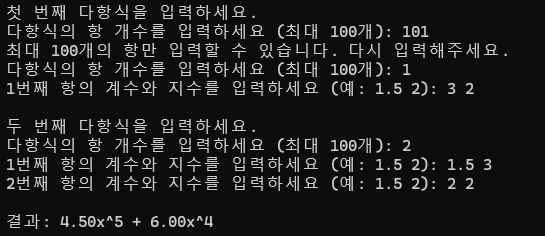 첫 번째 다항식을 입력하세요.
다항식의 항 개수를 입력하세요 (최대 100개): 101
최대 100개의 항만 입력할 수 있습니다. 다시 입력해주세요.
다항식의 항 개수를 입력하세요 (최대 100개): 1
1번째 항의 계수와 지수를 입력하세요 (예: 1.5 2): 3 2
두 번째 다항식을 입력하세요.
다항식의 항 개수를 입력하세요 (최대 100개): 2
1번째 항의 계수와 지수를 입력하세요 (예: 1.5 2): 1.5 3
2번째 항의 계수와 지수를 입력하세요 (예: 1.5 2): 2 2
결과: 4.50x^5 + 6.00x^4